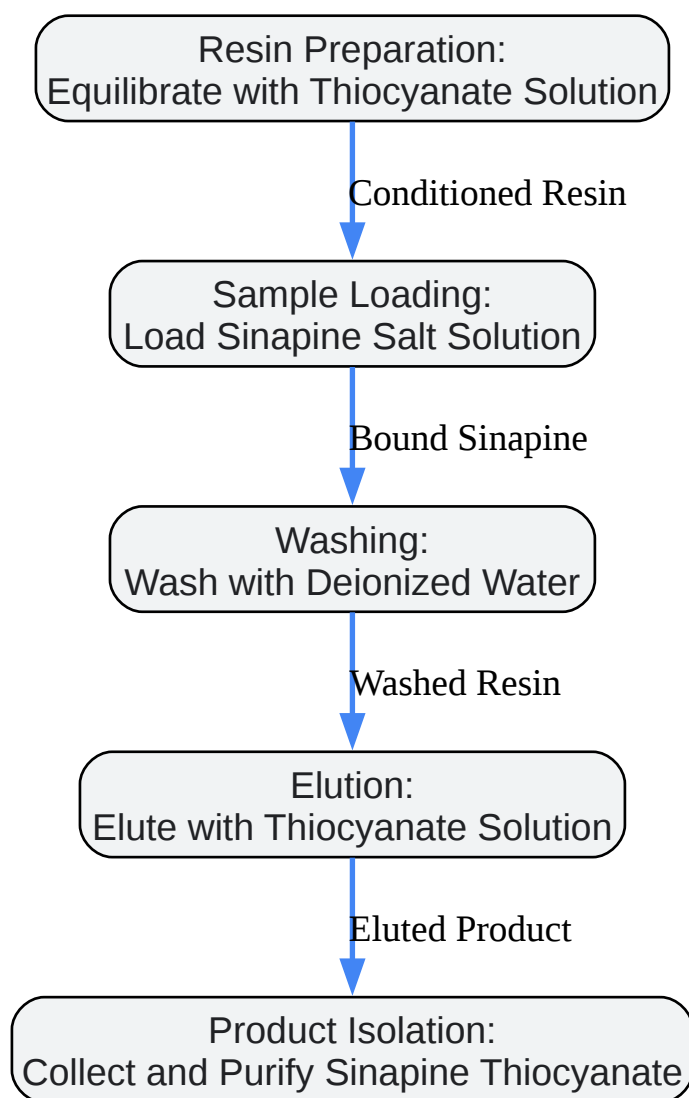 Resin Preparation:
Equilibrate with Thiocyanate Solution
Conditioned Resin
Sample Loading:
Load Sinapine Salt Solution
Bound Sinapine
Washing:
Wash with Deionized Water
Washed Resin
Elution:
Elute with Thiocyanate Solution
Eluted Product
Product Isolation:
Collect and Purify Sinapine Thiocyanate